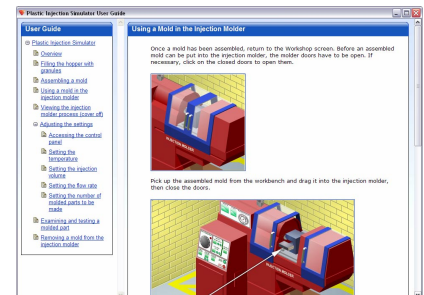 Plastic Injection Simulator User Guide
User Guide
Plastic Injection Simulator
Overview
Filling the hopper with
granules
Assembling a mold
Using a mold in the
injection molder
Viewing the injection
molder process (cover off)
Adjusting the settings
Accessing the control
panel
Setting the
temperature
Setting the injection
volume
Setting the flow rate
Setting the number of
molded parts to be
made
Examining and testing a
molded part
Removing a mold from the
injection molder
Using a Mold in the Injection Molder
Once a mold has been assembled, return to the Workshop screen. Before an assembled
mold can be put into the injection molder, the molder doors have to be open. If
necessary, click on the closed doors to open them.
INJECTION MOLDER
Pick up the assembled mold from the workbench and drag it into the injection molder,
then close the doors.
INJECTION MOLDER